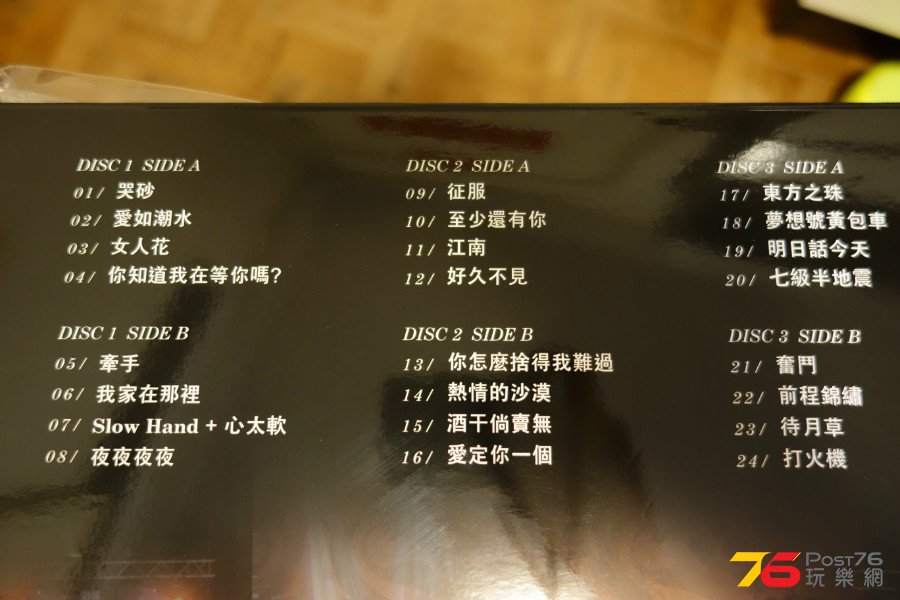 DISC 1 SIDE A
01/ 哭砂
02/ 愛如潮水
03/ 女人花
04/ 你知道我在等你嗎?
DISC 1 SIDE B
05/ 牽手
06/ 我家在那裡
07/ Slow Hand + 心太軟
08/ 夜夜夜夜
DISC 2 SIDE A
09/ 征服
10/ 至少還有你
11/ 江南
12/ 好久不見
DISC 2 SIDE B
13/ 你怎麼捨得我難過
14/ 熱情的沙漠
15/ 酒干倘賣無
16/ 愛定你一個
DISC 3 SIDE A
17/ 東方之珠
18/ 夢想號黃包車
19/ 明日話今天
20/ 七級半地震
DISC 3 SIDE B
21/ 奮鬥
22/ 前程錦繡
23/ 待月草
24/ 打火機
76 POST76
玩樂網